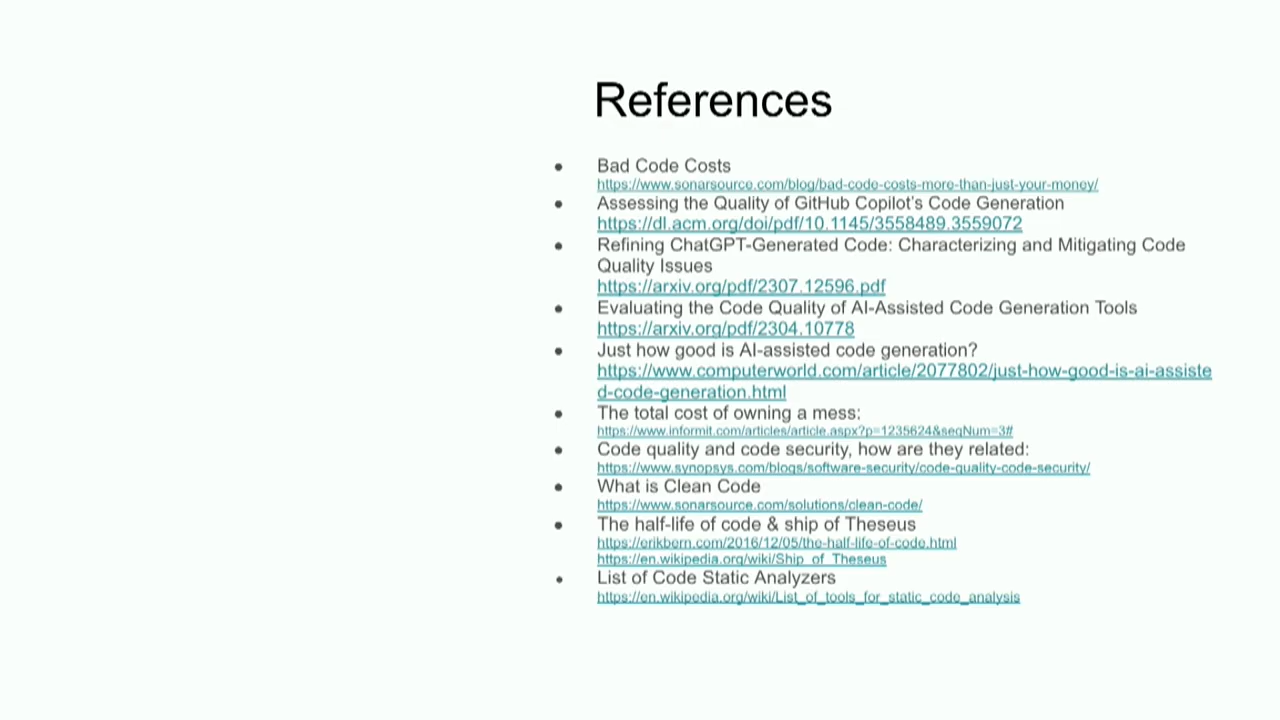 References
● Bad Code Costs
https://www.sonarsource.com/blog/bad-code-costs-more-than-just-your-money/
● Assessing the Quality of GitHub Copilot's Code Generation
https://dl.acm.org/doi/pdf/10.1145/3558489.3559072
● Refining ChatGPT-Generated Code: Characterizing and Mitigating Code
Quality Issues
https://arxiv.org/pdf/2307.12596.pdf
● Evaluating the Code Quality of AI-Assisted Code Generation Tools
https://arxiv.org/pdf/2304.10778
● Just how good is AI-assisted code generation?
https://www.computerworld.com/article/2077802/just-how-good-is-ai-assiste
d-code-generation.html
● The total cost of owning a mess:
https://www.informit.com/articles/article.aspx?p=1235624&seqNum=3#
● Code quality and code security, how are they related:
https://www.synopsys.com/blogs/software-security/code-quality-code-security/
● What is Clean Code
https://www.sonarsource.com/solutions/clean-code/
● The half-life of code & ship of Theseus
https://erikbern.com/2016/12/05/the-half-life-of-code.html
https://en.wikipedia.org/wiki/Ship_of_Theseus
● List of Code Static Analyzers
https://en.wikipedia.org/wiki/List_of_tools_for_static_code_analysis